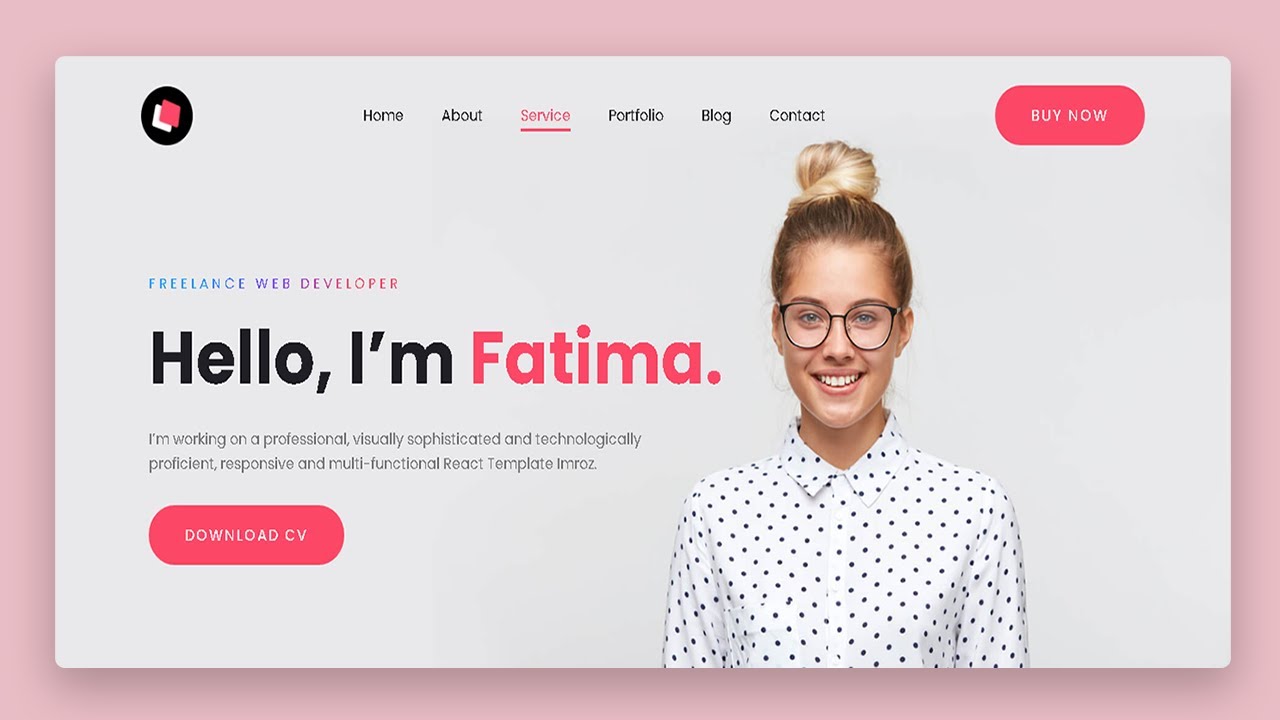 Home About Service Portfolio Blog Contact BUY NOW
FREELANCE WEB DEVELOPER
Hello, I’m Fatima.
I’m working on a professional, visually sophisticated and technologically
proficient, responsive and multi-functional React Template Imroz.
DOWNLOAD CV